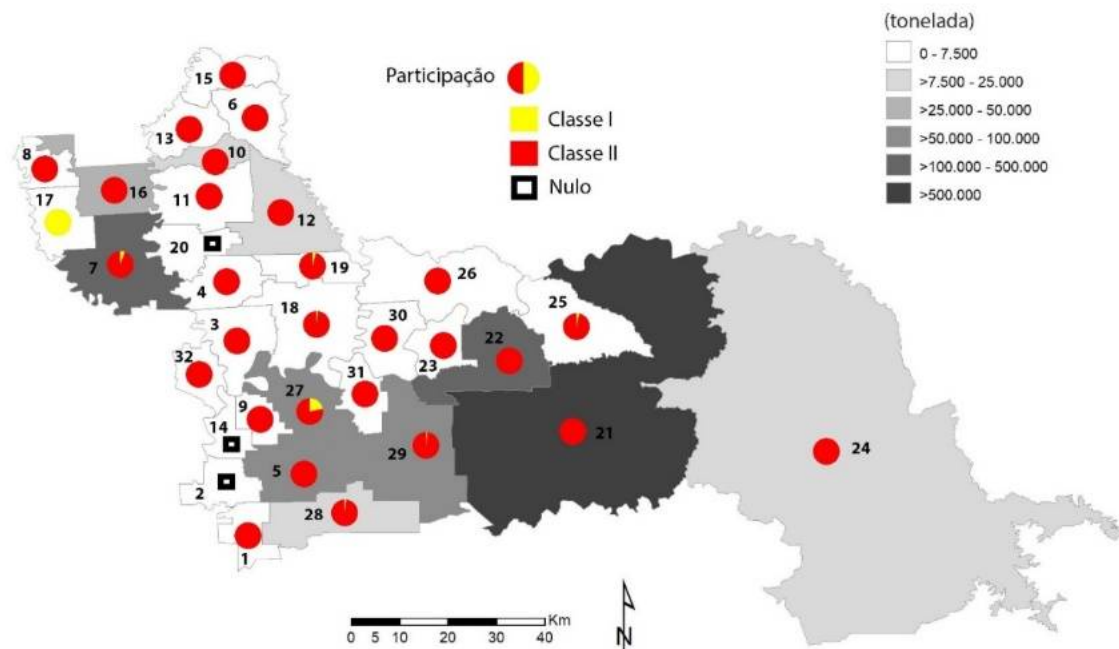 (tonelada)
0 - 7.500
>7.500 - 25.000
>25.000 - 50.000
>50.000 - 100.000
>100.000 - 500.000
>500.000
Participação
Classe I
Classe II
Nulo
15
6
13
10
8
16
11
12
17
20
7
19
4
26
18
25
3
30
22
23
32
31
27
9
14
29
21
24
5
2
28
1
Km
0 5 10 20 30 40
N